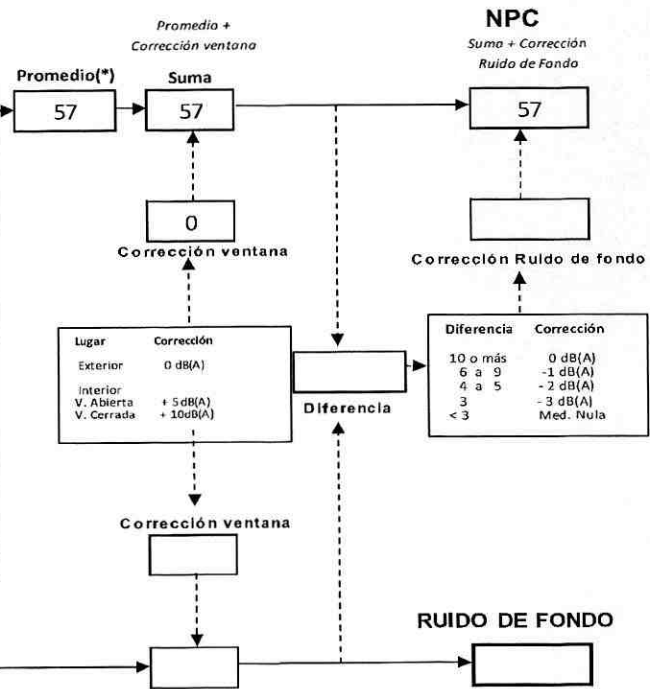 NPC
Promedio +
Corrección ventana
Suma + Corrección
Ruido de Fondo
Promedio(*)
Suma
57
57
57
0
Corrección ventana
Corrección Ruido de fondo
Lugar Corrección
Exterior 0 dB(A)
Interior
V. Abierta + 5dB(A)
V. Cerrada + 10dB(A)
Diferencia
Diferencia Corrección
10 o más 0 dB(A)
6 a 9 -1 dB(A)
4 a 5 - 2 dB(A)
3 - 3 dB(A)
< 3 Med. Nula
Corrección ventana
RUIDO DE FONDO